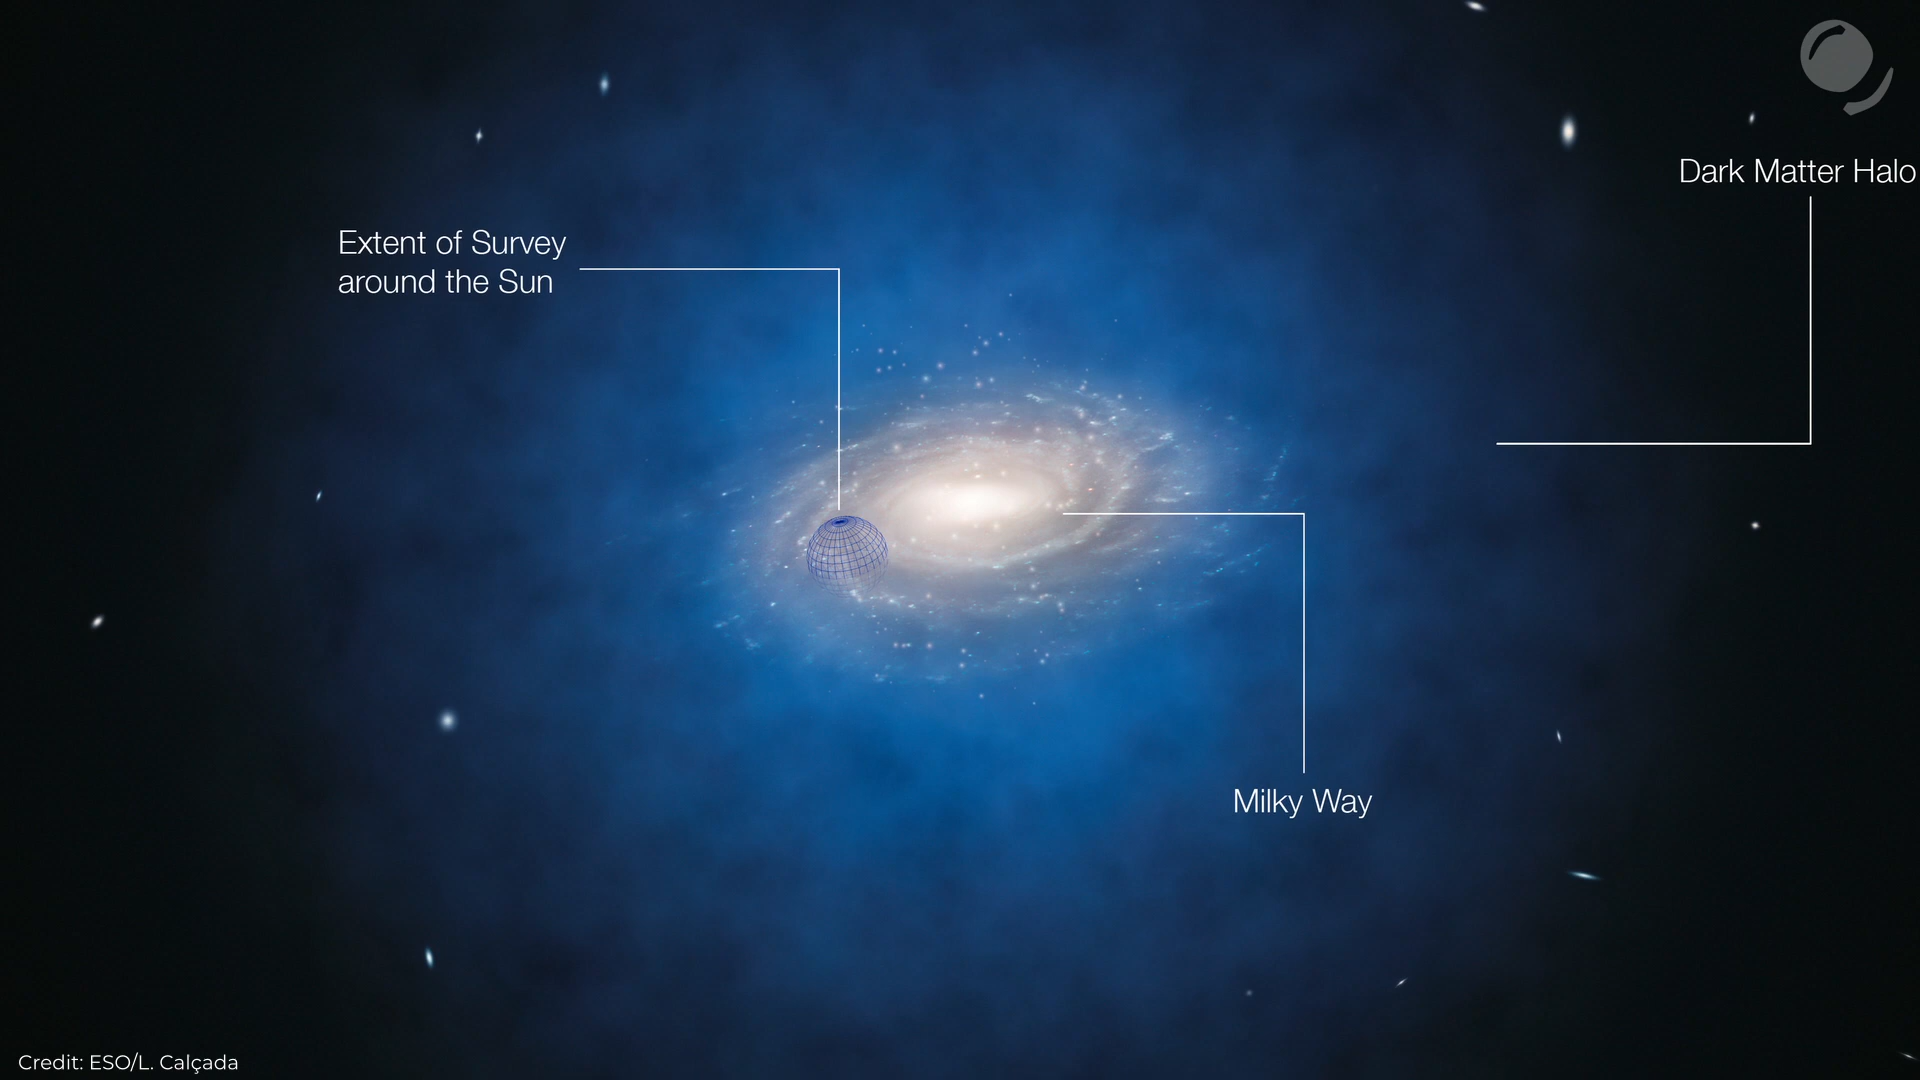 Dark Matter Halo
Extent of Survey
around the Sun
Milky Way
Credit: ESO/L. Calçada